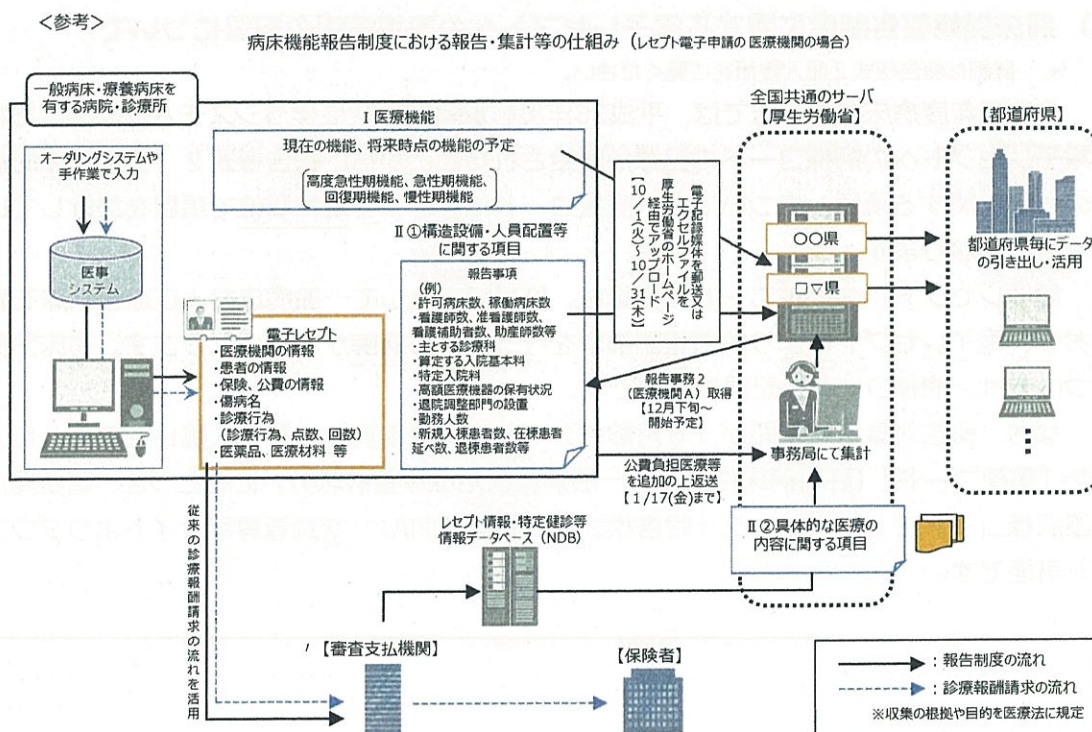 <参考>
病床機能報告制度における報告・集計等の仕組み（レセプト電子申請の医療機関の場合）
一般病床・療養病床を
有する病院・診療所
オーダリングシステムや
手作業で入力
医事
システム
電子レセプト
・医療機関の情報
・患者の情報
・保険、公費の情報
・傷病名
・診療行為
（診療行為、点数、回数）
・医薬品、医療材料 等
Ⅰ医療機能
現在の機能、将来時点の機能の予定
高度急性期機能、急性期機能、
回復期機能、慢性期機能
Ⅱ①構造設備・人員配置等
に関する項目
報告事項
（例）
・許可病床数、稼働病床数
・看護師数、准看護師数、
看護補助者数、助産師数等
・主とする診療科
・算定する入院基本料
・特定入院料
・高額医療機器の保有状況
・退院調整部門の設置
・勤務人数
・新規入棟患者数、在棟患者
延べ数、退棟患者数等
電子記録媒体を郵送又は
エクセルファイルを
厚生労働省のホームページ
経由でアップロード
10／1(火)～10／31(木)
全国共通のサーバ
【厚生労働省】
○○県
□▽県
報告事務２
（医療機関Ａ）取得
【12月下旬～
開始予定】
事務局にて集計
公費負担医療等
を追加の上返送
【1/17(金)まで】
【都道府県】
都道府県毎にデータ
の引き出し・活用
レセプト情報・特定健診等
情報データベース（NDB）
Ⅱ②具体的な医療の
内容に関する項目
従来の診療報酬請求の流れを活用
【審査支払機関】
【保険者】
：報告制度の流れ
：診療報酬請求の流れ
※収集の根拠や目的を医療法に規定